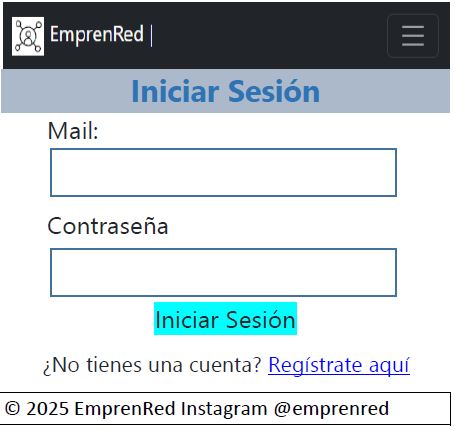 EmprenRed |
Iniciar Sesión
Mail:
Contraseña
Iniciar Sesión
¿No tienes una cuenta? Regístrate aquí
© 2025 EmprenRed Instagram @emprenred